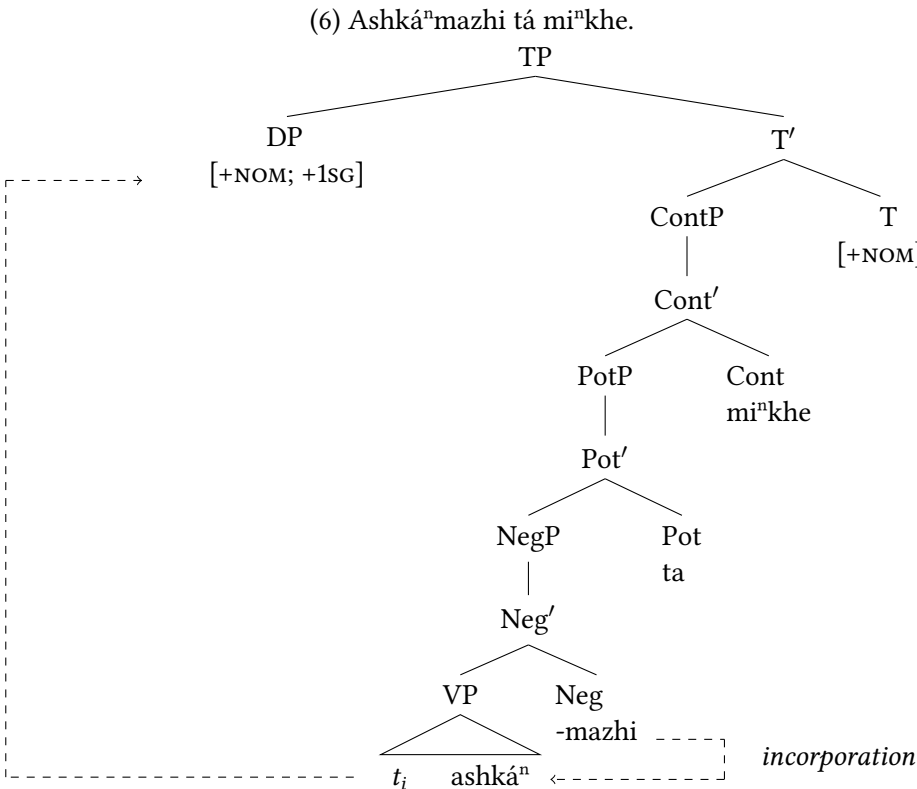 (6) Ashkáⁿmazhi tá miⁿkhe.
TP
DP T′
[+NOM; +1SG]
ContP T
[+NOM]
Cont′
PotP Cont
miⁿkhe
Pot′
NegP Pot
ta
Neg′
VP Neg
-mazhi
incorporation
tᵢ ashkáⁿ